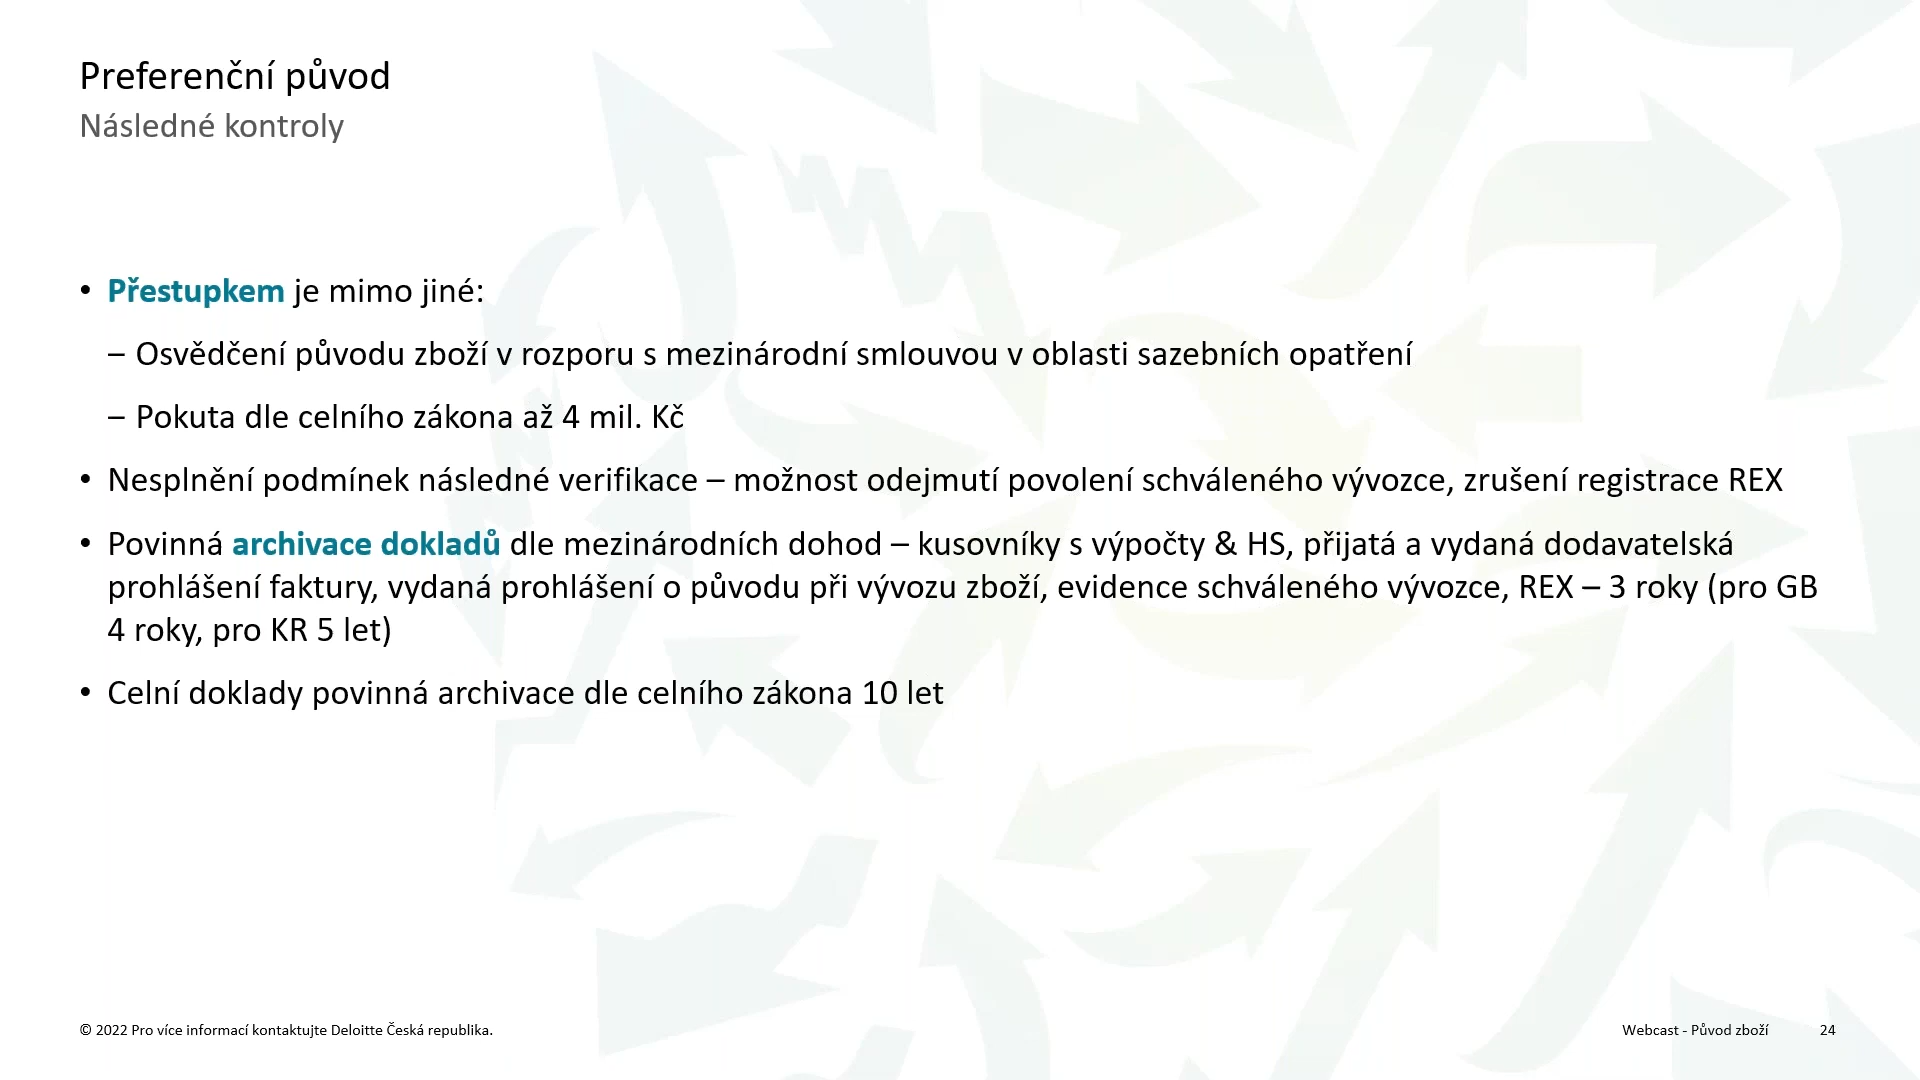 Preferenční původ
Následné kontroly
• Přestupkem je mimo jiné:
– Osvědčení původu zboží v rozporu s mezinárodní smlouvou v oblasti sazebních opatření
– Pokuta dle celního zákona až 4 mil. Kč
• Nesplnění podmínek následné verifikace – možnost odejmutí povolení schváleného vývozce, zrušení registrace REX
• Povinná archivace dokladů dle mezinárodních dohod – kusovníky s výpočty & HS, přijatá a vydaná dodavatelská
prohlášení faktury, vydaná prohlášení o původu při vývozu zboží, evidence schváleného vývozce, REX – 3 roky (pro GB
4 roky, pro KR 5 let)
• Celní doklady povinná archivace dle celního zákona 10 let
© 2022 Pro více informací kontaktujte Deloitte Česká republika.
Webcast - Původ zboží 24